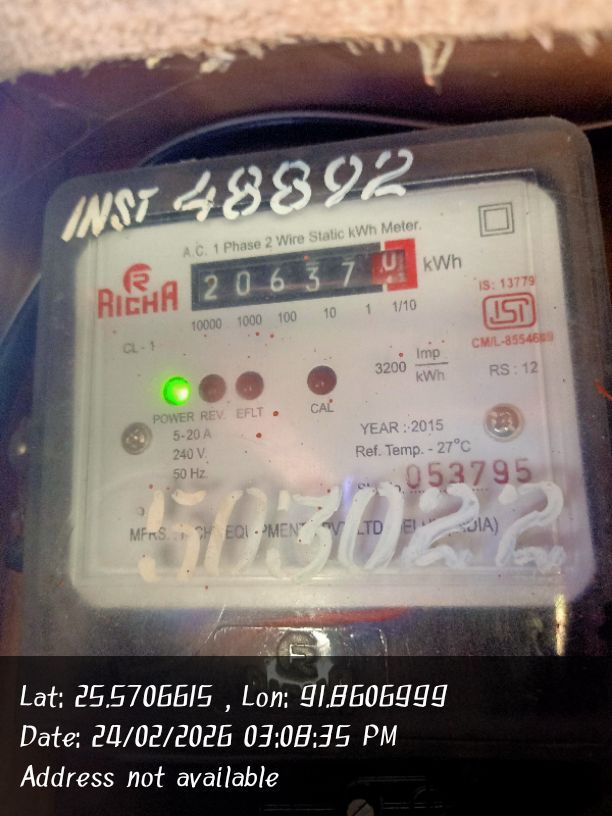 INST 48892
A.C. 1 Phase 2 Wire Static kWh Meter.
RICHA
20637 kWh
10000 1000 100 10 1 1/10
IS: 13779
ISI
CM/L-85546
CL - 1
3200 Imp/kWh
RS : 12
POWER REV. EFLT CAL
5-20 A
240 V.
50 Hz.
YEAR : 2015
Ref. Temp. - 27°C
053795
503022
MFRS.
Lat: 25.5706615 , Lon: 91.8606999
Date: 24/02/2026 03:08:35 PM
Address not available